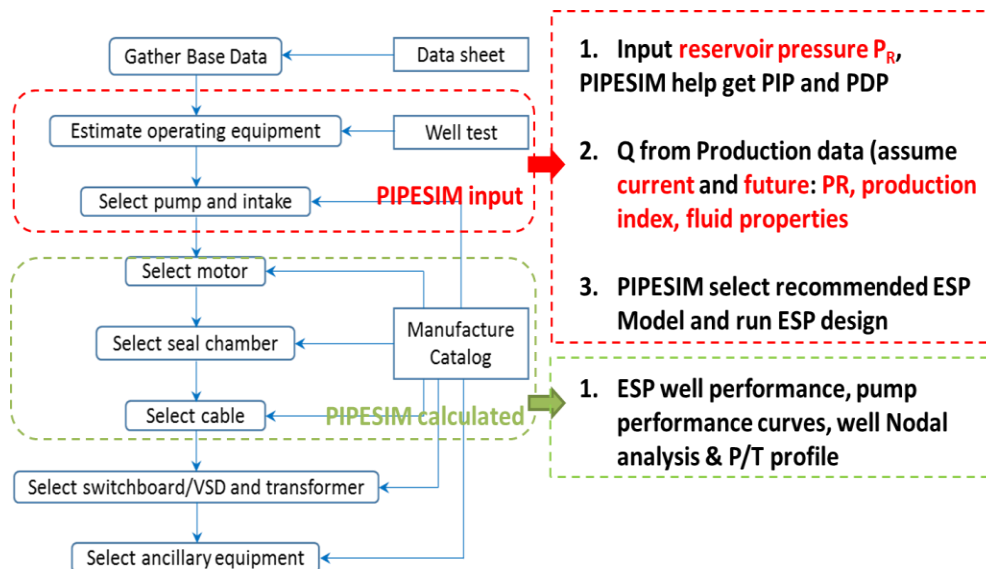 Gather Base Data
Data sheet
Estimate operating equipment
Well test
Select pump and intake
PIPESIM input
Select motor
Select seal chamber
Manufacture
Catalog
Select cable
PIPESIM calculated
Select switchboard/VSD and transformer
Select ancillary equipment
1. Input reservoir pressure PR,
PIPESIM help get PIP and PDP
2. Q from Production data (assume
current and future: PR, production
index, fluid properties
3. PIPESIM select recommended ESP
Model and run ESP design
1. ESP well performance, pump
performance curves, well Nodal
analysis & P/T profile